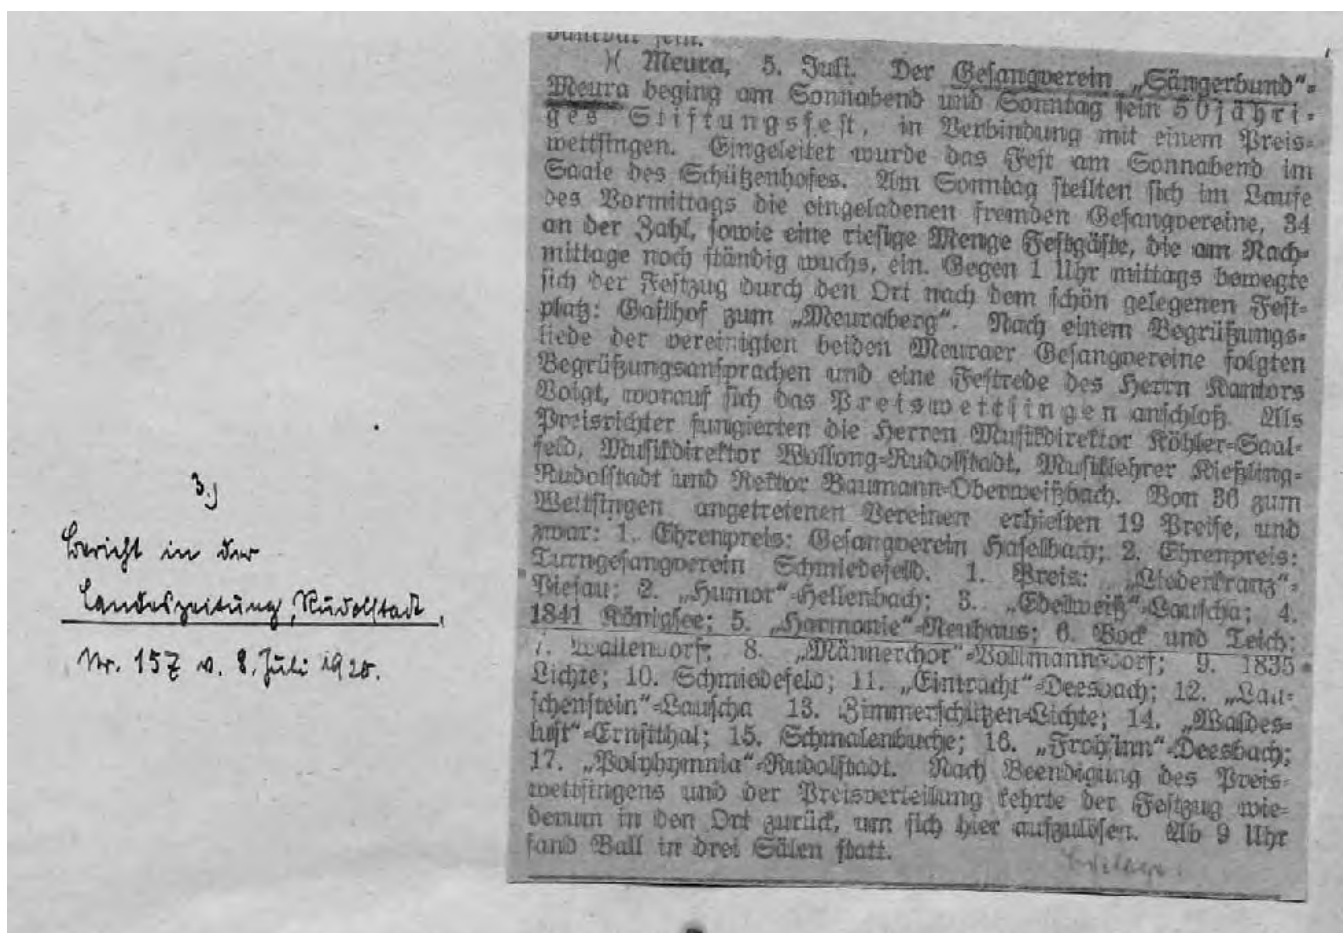 3.)
Bericht in der
Landeszeitung, Rudolstadt,
Nr. 157 v. 8. Juli 1928.
)( Meura, 5. Juli. Der Gesangverein „Sängerbund“-
Meura beging am Sonnabend und Sonntag sein 50jähri-
ges Stiftungsfest, in Verbindung mit einem Preis-
wettsingen. Eingeleitet wurde das Fest am Sonnabend im
Saale des Schützenhofes. Am Sonntag stellten sich im Laufe
des Vormittags die eingeladenen fremden Gesangvereine, 34
an der Zahl, sowie eine riesige Menge Festgäste, die am Nach-
mittage noch ständig wuchs, ein. Gegen 1 Uhr mittags bewegte
sich der Festzug durch den Ort nach dem schön gelegenen Fest-
platz: Gasthof zum „Meuraberg“. Nach einem Begrüßungs-
liede der vereinigten beiden Meuraer Gesangvereine folgten
Begrüßungsansprachen und eine Festrede des Herrn Kantors
Voigt, worauf sich das Preiswettsingen anschloß. Als
Preisrichter fungierten die Herren Musikdirektor Köhler-Saal-
feld, Musikdirektor Wollong-Rudolstadt, Musiklehrer Kießling-
Rudolstadt und Rektor Baumann-Oberweißbach. Von 36 zum
Wettsingen angetretenen Vereinen erhielten 19 Preise, und
zwar: 1. Ehrenpreis: Gesangverein Haselbach; 2. Ehrenpreis:
Turngesangverein Schmiedefeld. 1. Preis: „Liederkranz“-
Piesau; 2. „Humor“-Hellenbach; 3. „Edelweiß“-Lauscha; 4.
1841 Königsee; 5. „Harmonie“-Neuhaus; 6. Bock und Teich;
7. Wallendorf; 8. „Männerchor“-Volkmannsdorf; 9. 1835
Lichte; 10. Schmiedefeld; 11. „Eintracht“-Deesbach; 12. „Lau-
schenstein“-Lauscha 13. Zimmerschützen-Lichte; 14. „Waldes-
lust“-Ernstthal; 15. Schmalenbuche; 16. „Frohsinn“-Deesbach;
17. „Polyhymnia“-Rudolstadt. Nach Beendigung des Preis-
wettsingens und der Preisverteilung kehrte der Festzug wie-
derum in den Ort zurück, um sich hier aufzulösen. Ab 9 Uhr
fand Ball in drei Sälen statt.